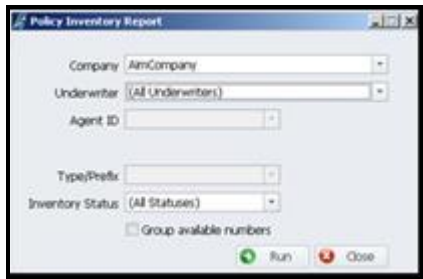 Policy Inventory Report
Company AimCompany
Underwriter (All Underwriters)
Agent ID
Type/Prefix
Inventory Status (All Statuses)
Group available numbers
Run Close